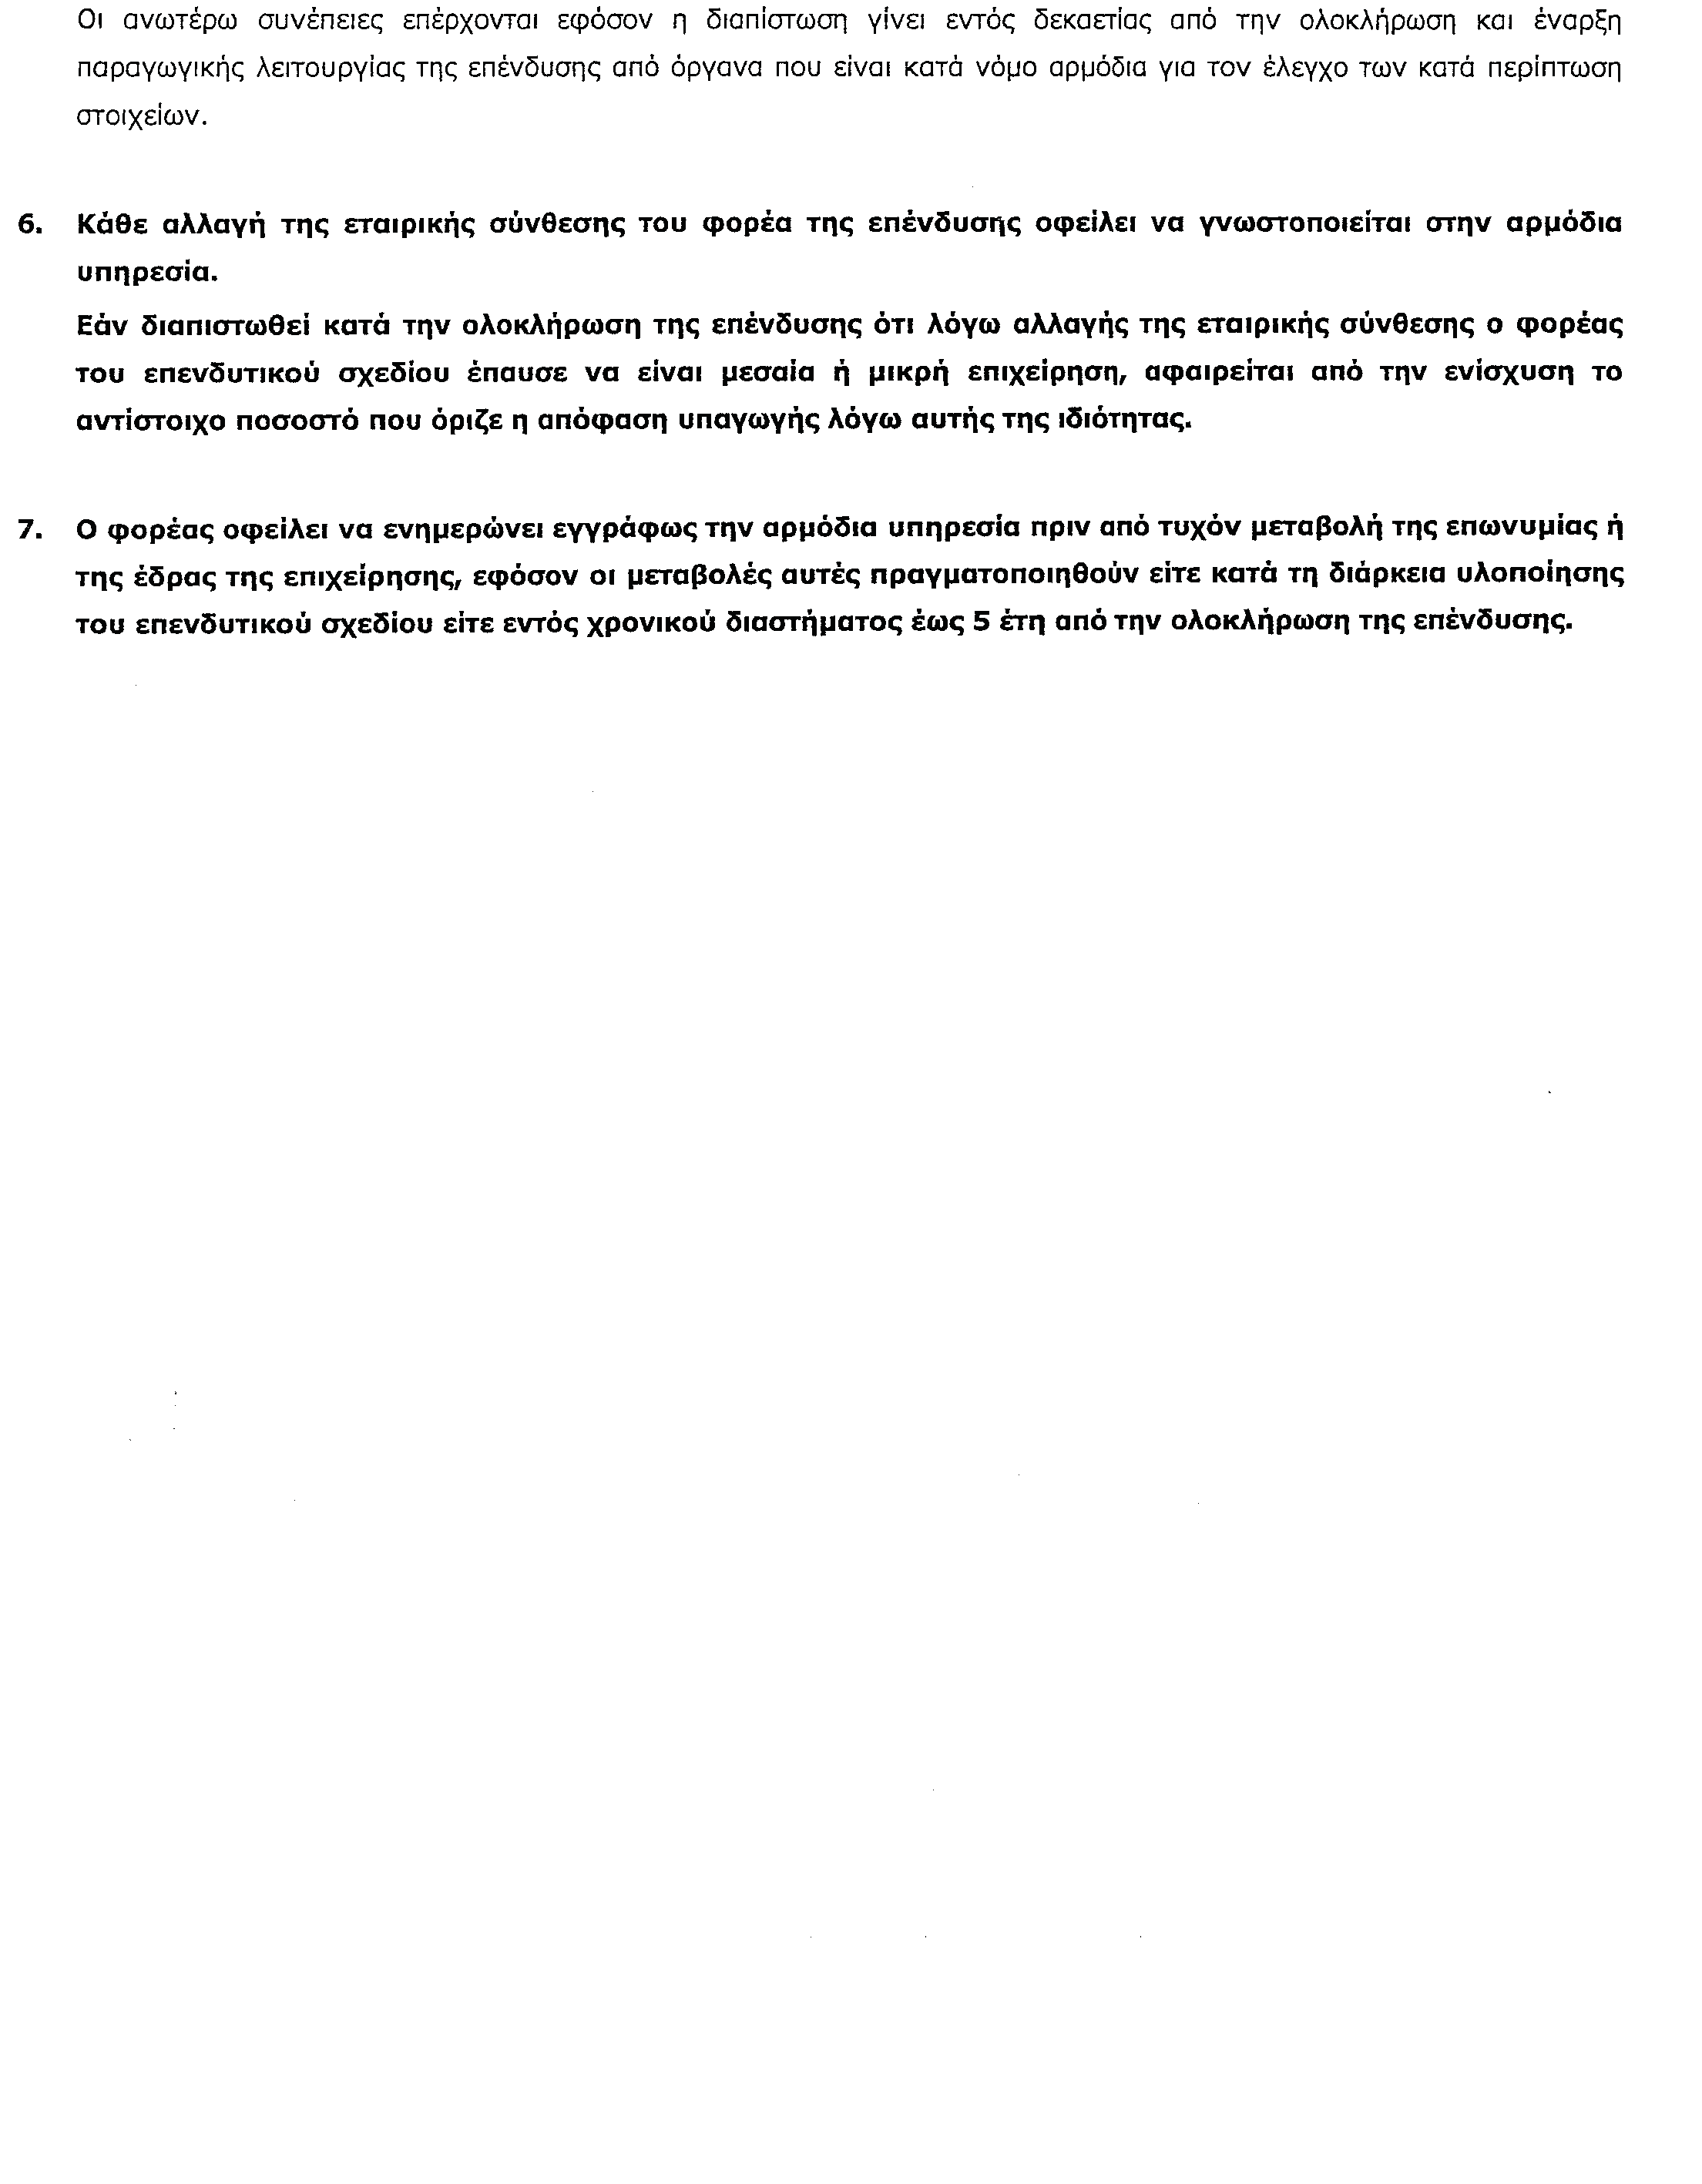 Οι ανωτέρω συνέπειες επέρχονται εφόσον η διαπίστωση γίνει εντός δεκαετίας από την ολοκλήρωση και έναρξη
παραγωγικής λειτουργίας της επένδυσης από όργανα που είναι κατά νόμο αρμόδια για τον έλεγχο των κατά περίπτωση
στοιχείων.
6. Κάθε αλλαγή της εταιρικής σύνθεσης του φορέα της επένδυσης οφείλει να γνωστοποιείται στην αρμόδια
υπηρεσία.
Εάν διαπιστωθεί κατά την ολοκλήρωση της επένδυσης ότι λόγω αλλαγής της εταιρικής σύνθεσης ο φορέας
του επενδυτικού σχεδίου έπαυσε να είναι μεσαία ή μικρή επιχείρηση, αφαιρείται από την ενίσχυση το
αντίστοιχο ποσοστό που όριζε η απόφαση υπαγωγής λόγω αυτής της ιδιότητας.
7. Ο φορέας οφείλει να ενημερώνει εγγράφως την αρμόδια υπηρεσία πριν από τυχόν μεταβολή της επωνυμίας ή
της έδρας της επιχείρησης, εφόσον οι μεταβολές αυτές πραγματοποιηθούν είτε κατά τη διάρκεια υλοποίησης
του επενδυτικού σχεδίου είτε εντός χρονικού διαστήματος έως 5 έτη από την ολοκλήρωση της επένδυσης.